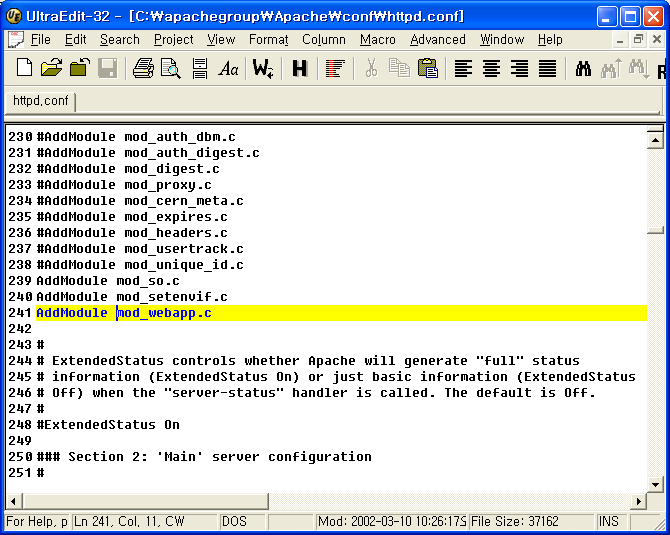 UltraEdit-32 - [C:₩apachegroup₩Apache₩conf₩httpd.conf]
File Edit Search Project View Format Column Macro Advanced Window Help
httpd.conf
230 #AddModule mod_auth_dbm.c
231 #AddModule mod_auth_digest.c
232 #AddModule mod_digest.c
233 #AddModule mod_proxy.c
234 #AddModule mod_cern_meta.c
235 #AddModule mod_expires.c
236 #AddModule mod_headers.c
237 #AddModule mod_usertrack.c
238 #AddModule mod_unique_id.c
239 AddModule mod_so.c
240 AddModule mod_setenvif.c
241 AddModule mod_webapp.c
242
243 #
244 # ExtendedStatus controls whether Apache will generate "full" status
245 # information (ExtendedStatus On) or just basic information (ExtendedStatus
246 # Off) when the "server-status" handler is called. The default is Off.
247 #
248 #ExtendedStatus On
249
250 ### Section 2: 'Main' server configuration
251 #
For Help, p Ln 241, Col. 11, CW DOS Mod: 2002-03-10 10:26:17 File Size: 37162 INS